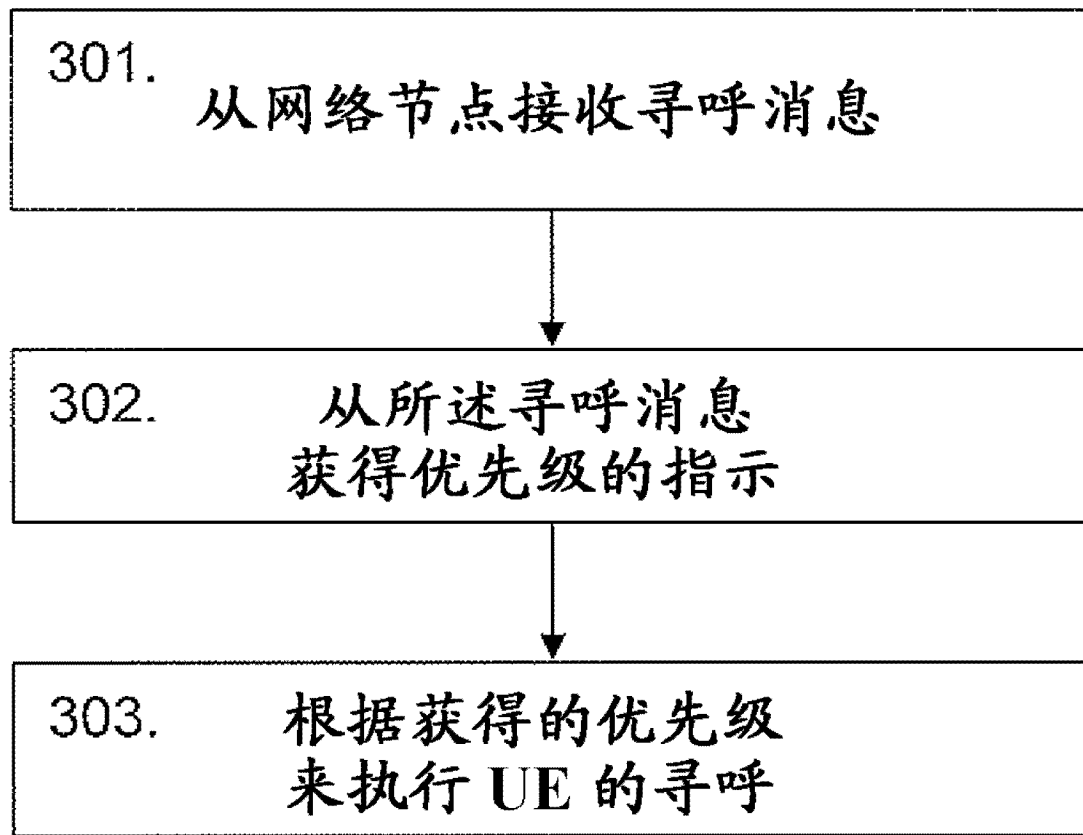 301.
从网络节点接收寻呼消息
302.
从所述寻呼消息
获得优先级的指示
303.
根据获得的优先级
来执行 UE 的寻呼